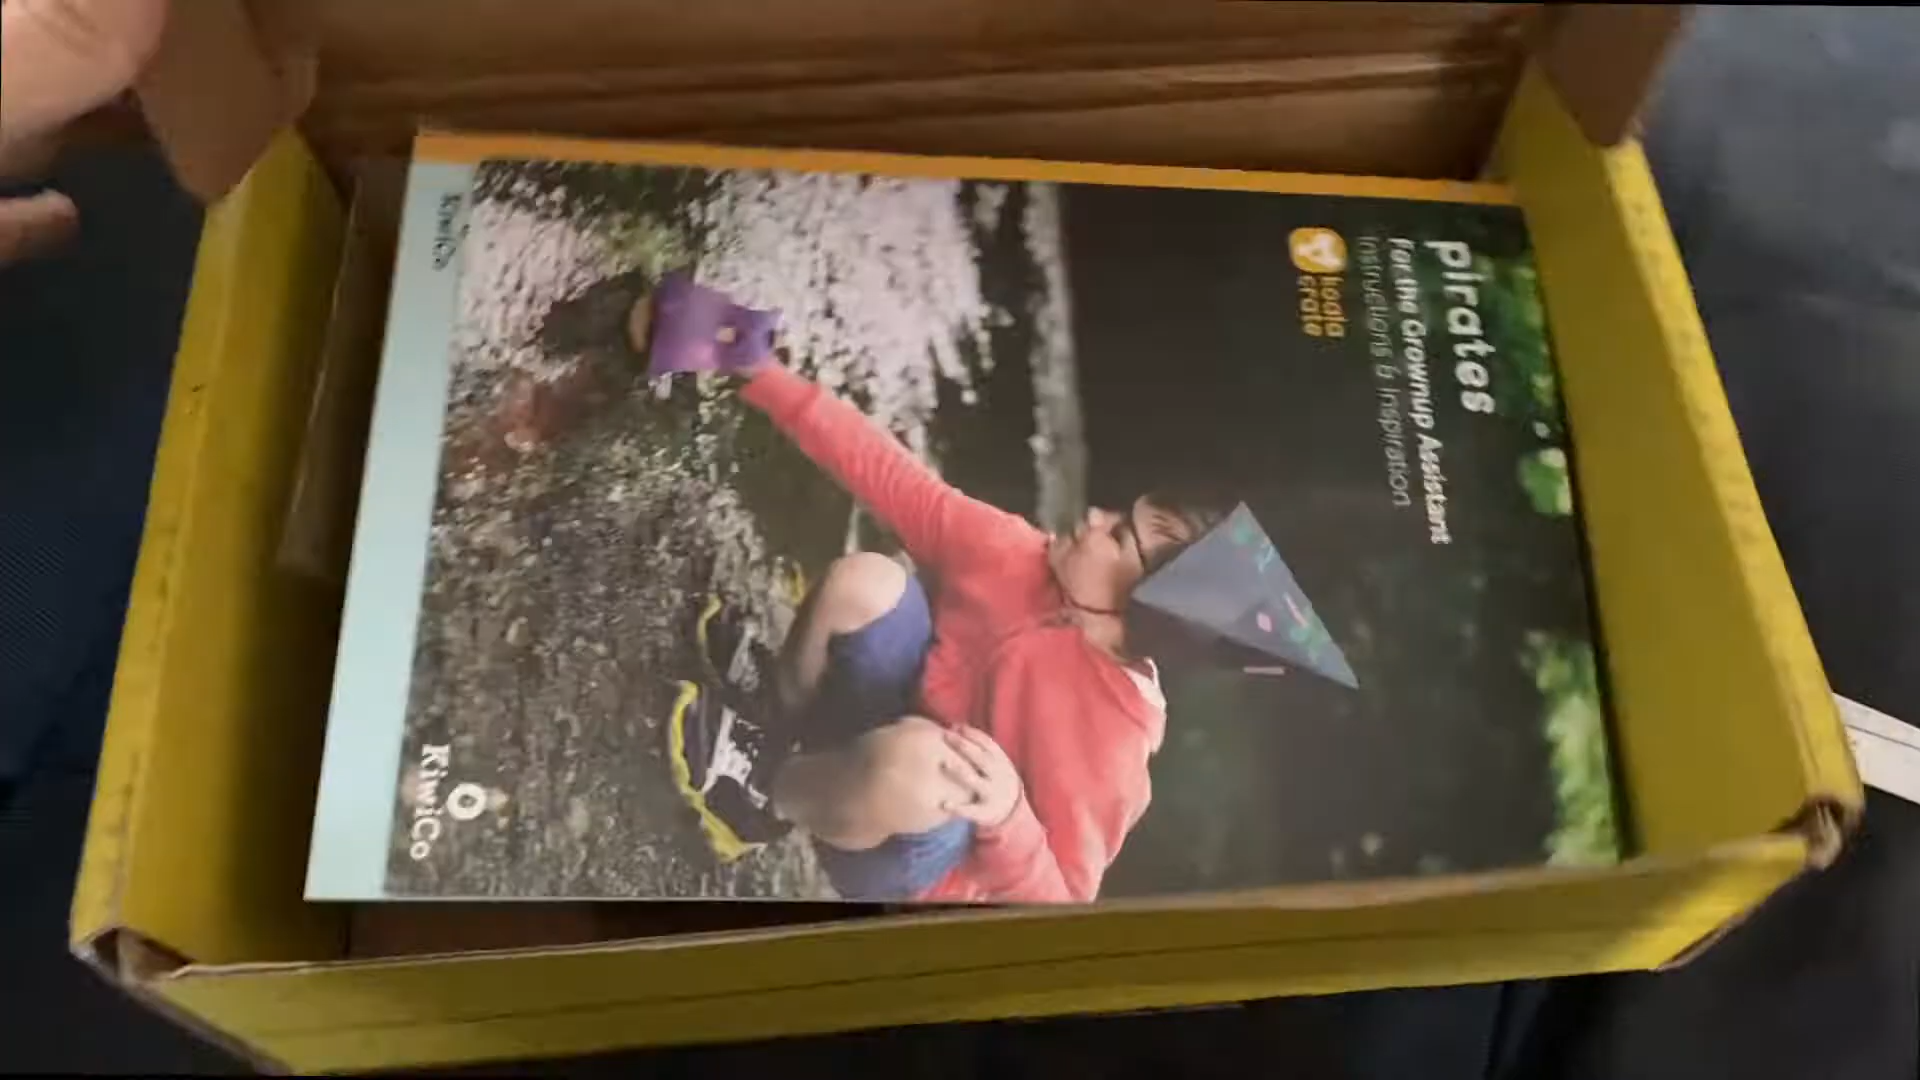 pirates
For the Grownup Assistant
Instructions & Inspiration
koala
crate
KiwiCo
KiwiCo